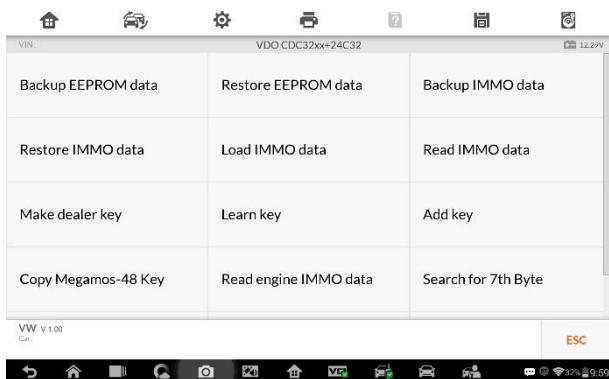 VIN:
VDO CDC32xx+24C32
12.29V
Backup EEPROM data
Restore EEPROM data
Backup IMMO data
Restore IMMO data
Load IMMO data
Read IMMO data
Make dealer key
Learn key
Add key
Copy Megamos-48 Key
Read engine IMMO data
Search for 7th Byte
VW V 1.00
Car:
ESC
32% 9:59